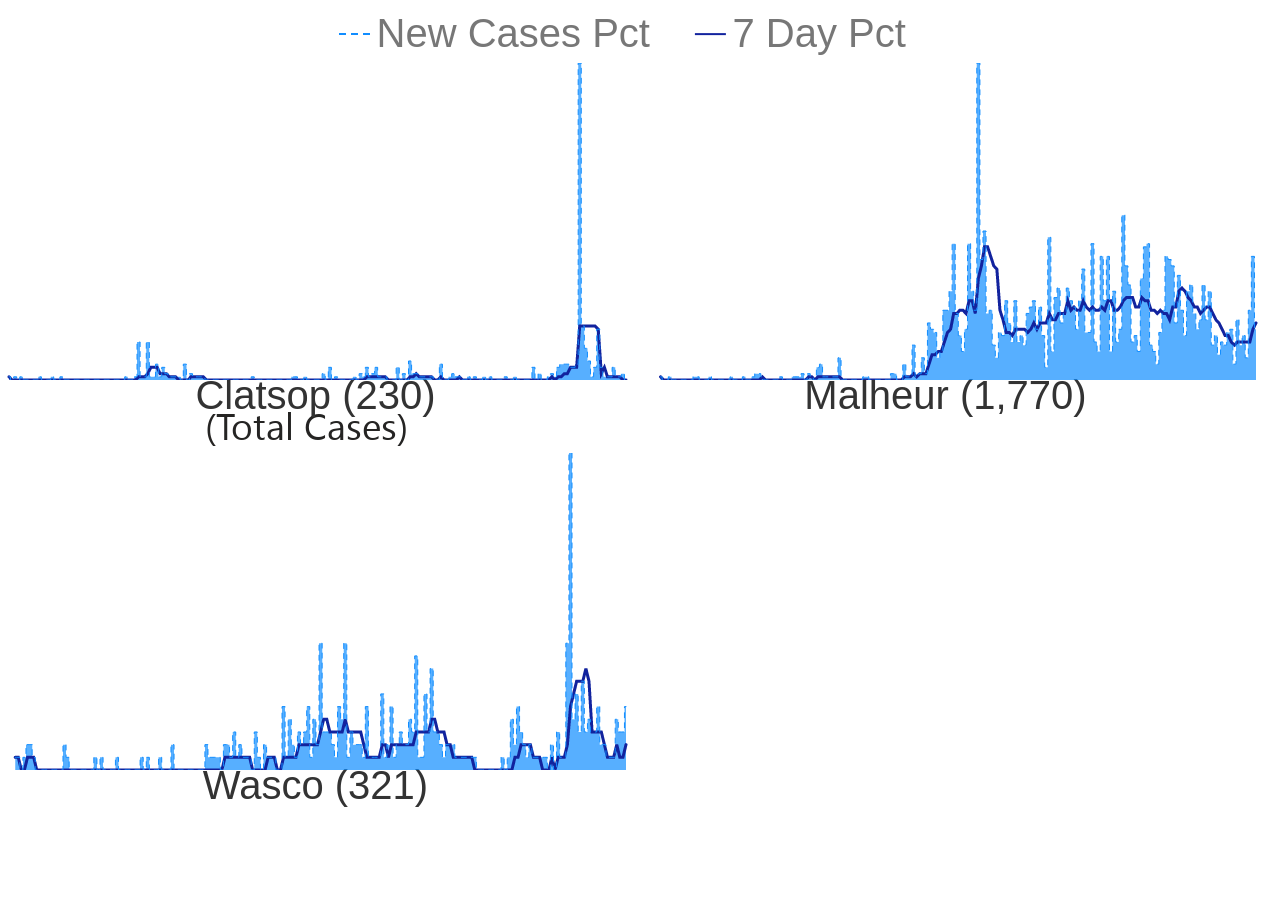 New Cases Pct 7 Day Pct
Clatsop (230)
(Total Cases)
Malheur (1,770)
Wasco (321)